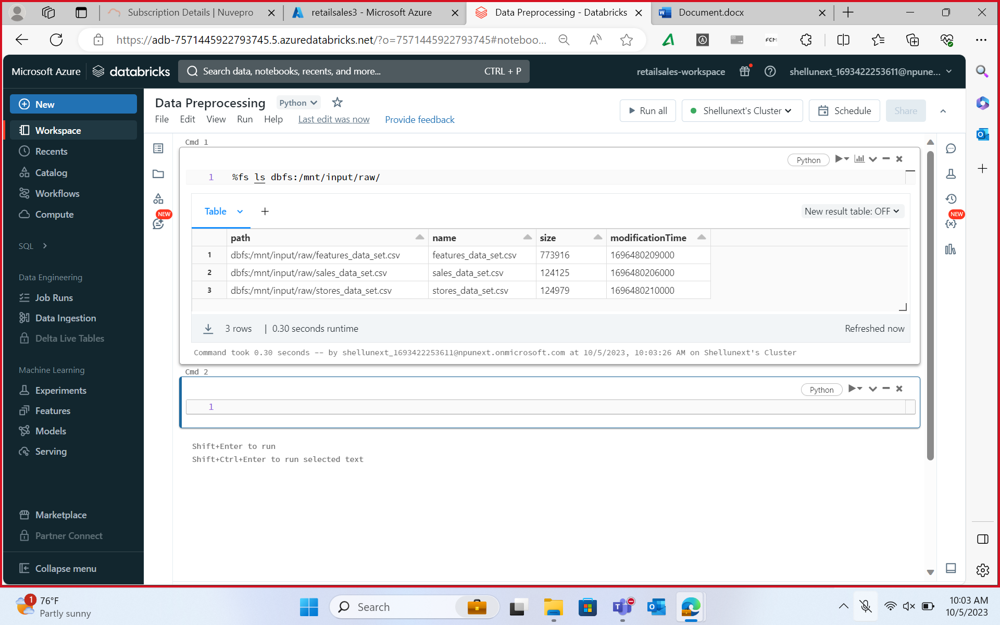 Subscription Details | Nuvepro
retailsales3 - Microsoft Azure
Data Preprocessing - Databricks
Document.docx
https://adb-7571445922793745.5.azuredatabricks.net/?o=7571445922793745#noteboo...
FCM
Microsoft Azure
databricks
Search data, notebooks, recents, and more...
CTRL + P
retailsales-workspace
shellunext_1693422253611@npune...
New
Workspace
Recents
Catalog
Workflows
Compute
SQL
Data Engineering
Job Runs
Data Ingestion
Delta Live Tables
Machine Learning
Experiments
Features
Models
Serving
Marketplace
Partner Connect
Collapse menu
Data Preprocessing
Python
File Edit View Run Help Last edit was now Provide feedback
Run all
Shellunext's Cluster
Schedule
Share
NEW
NEW
Cmd 1
Python
1 %fs ls dbfs:/mnt/input/raw/
Table
+
New result table: OFF
path name size modificationTime
1 dbfs:/mnt/input/raw/features_data_set.csv features_data_set.csv 773916 1696480209000
2 dbfs:/mnt/input/raw/sales_data_set.csv sales_data_set.csv 124125 1696480206000
3 dbfs:/mnt/input/raw/stores_data_set.csv stores_data_set.csv 124979 1696480210000
3 rows | 0.30 seconds runtime
Refreshed now
Command took 0.30 seconds -- by shellunext_1693422253611@npunext.onmicrosoft.com at 10/5/2023, 10:03:26 AM on Shellunext's Cluster
Cmd 2
Python
1
Shift+Enter to run
Shift+Ctrl+Enter to run selected text
1
76°F
Partly sunny
Search
10:03 AM
10/5/2023